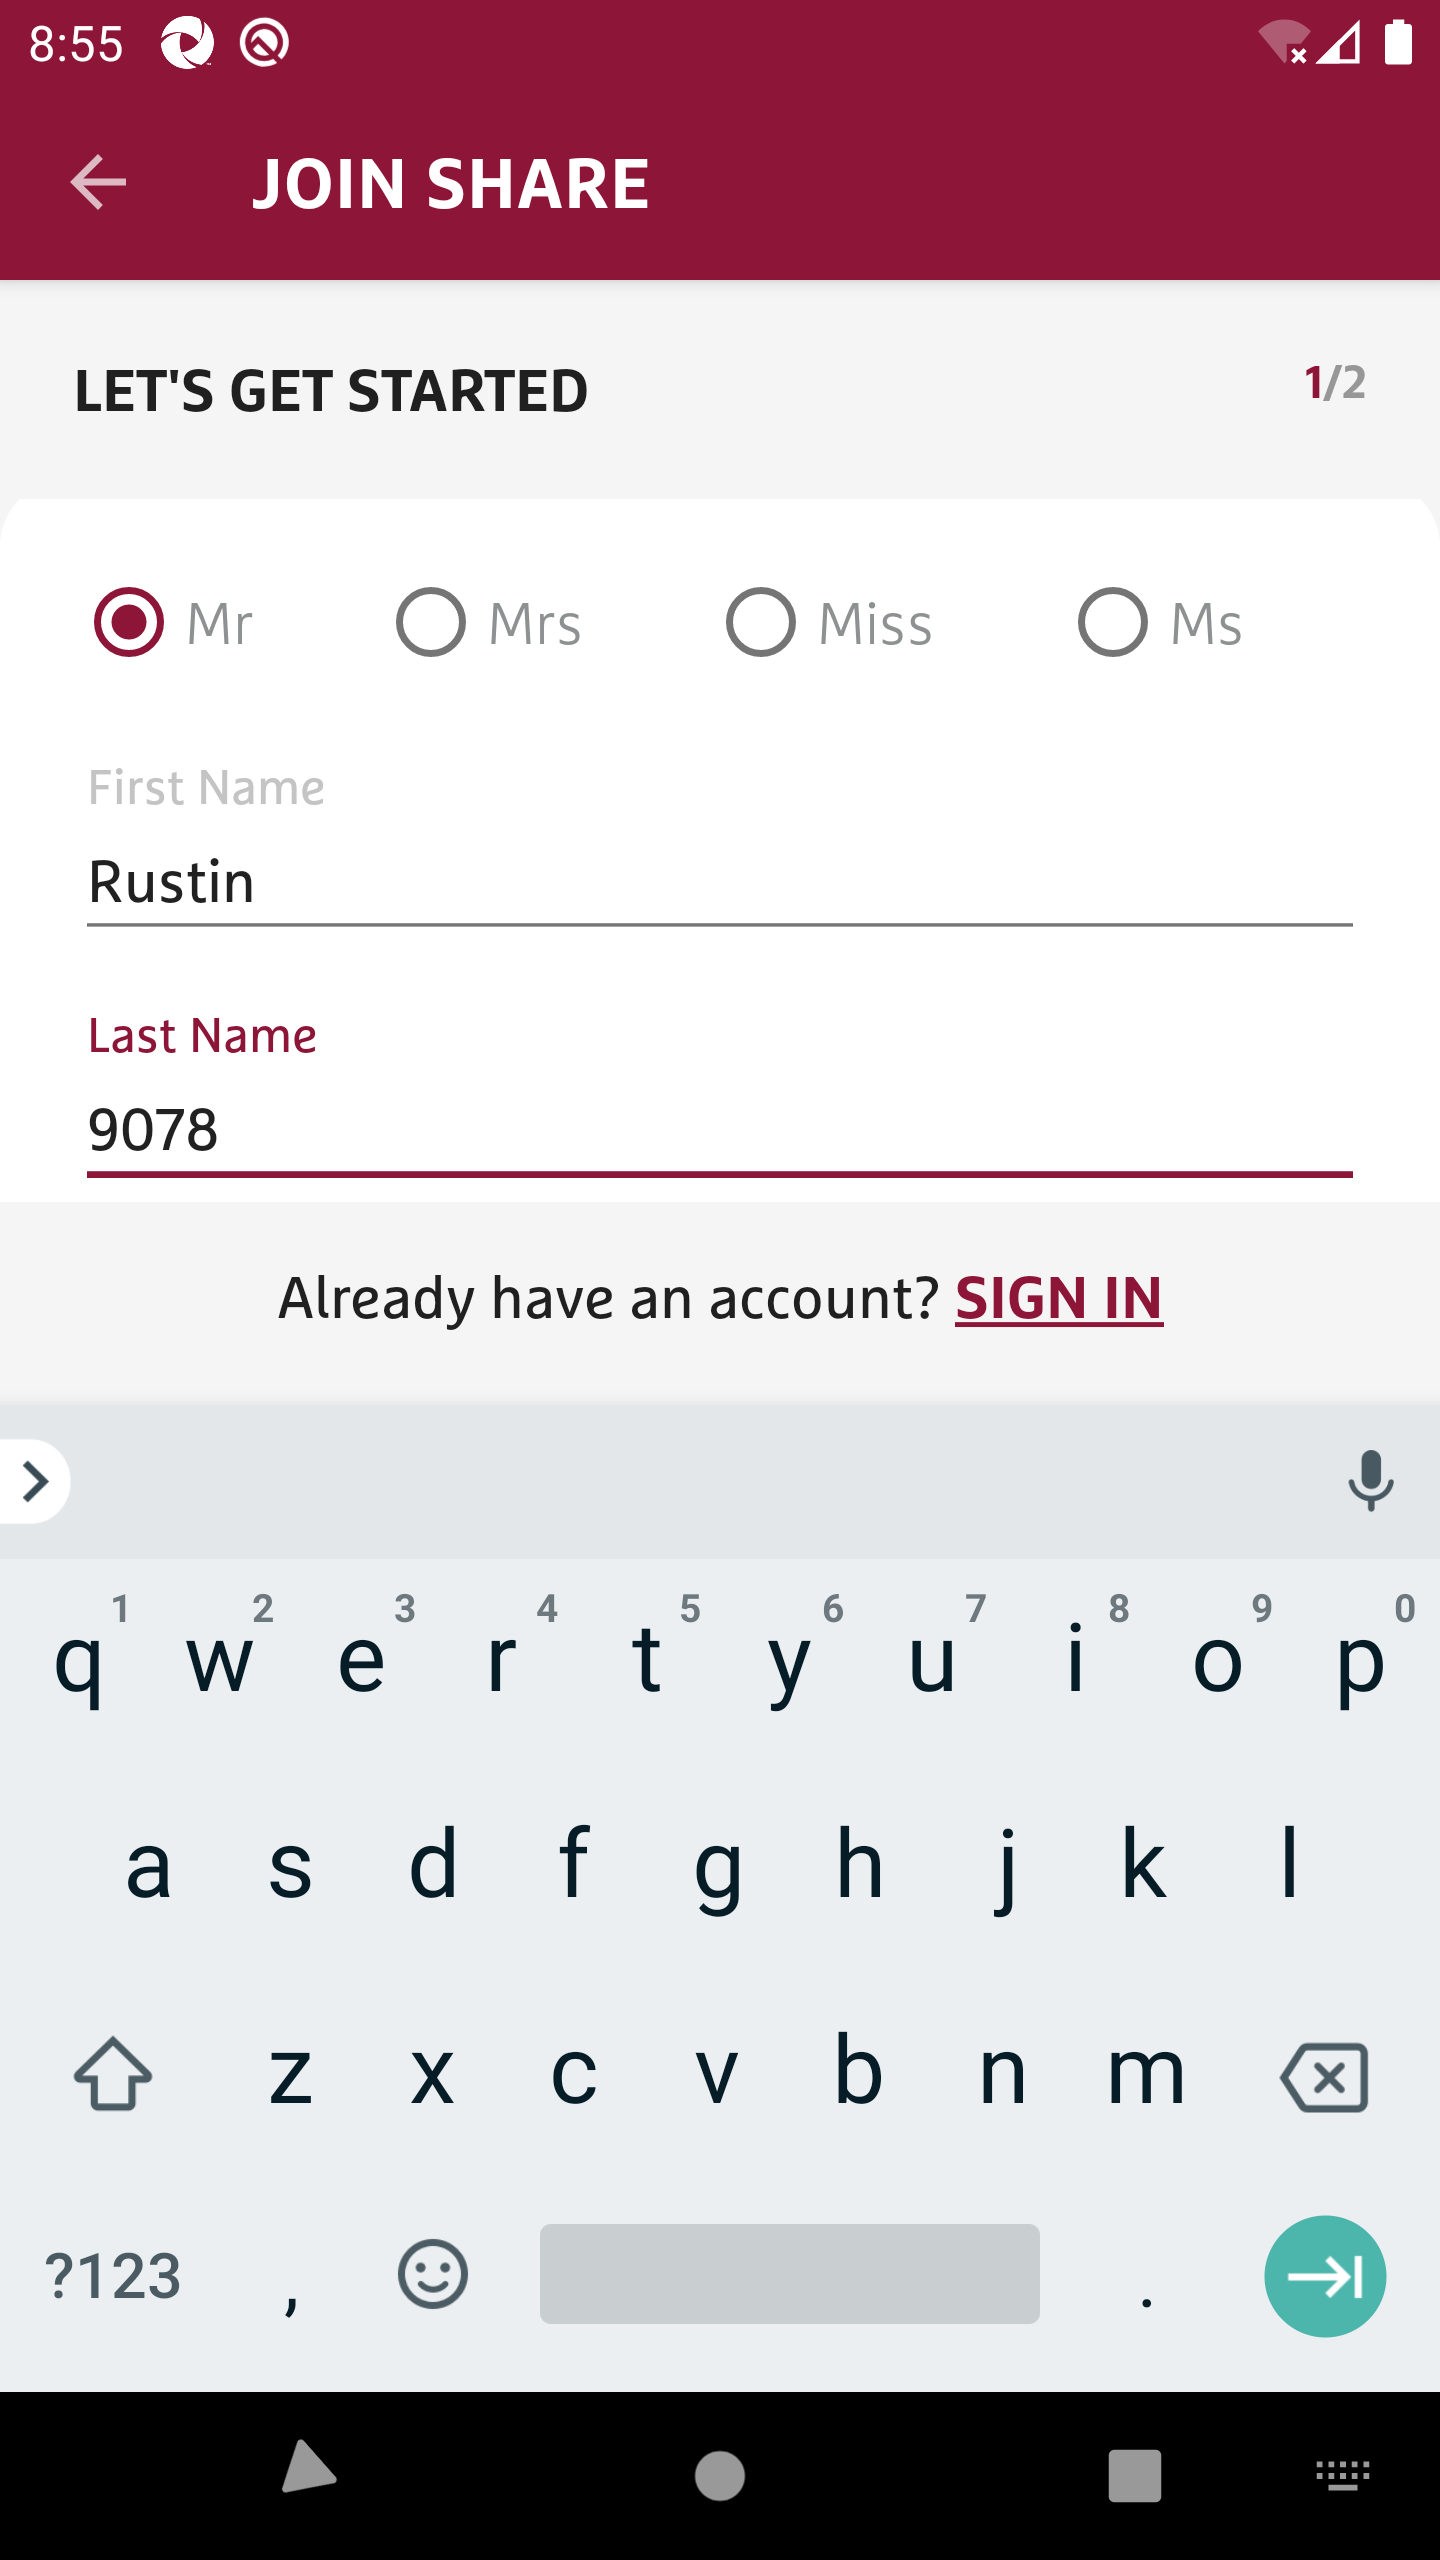 8:55
JOIN SHARE
LET'S GET STARTED 1/2
Mr Mrs Miss Ms
First Name
Rustin
Last Name
9078
Already have an account? SIGN IN
1 2 3 4 5 6 7 8 9 0
q w e r t y u i o p
a s d f g h j k l
z x c v b n m
?123 , .